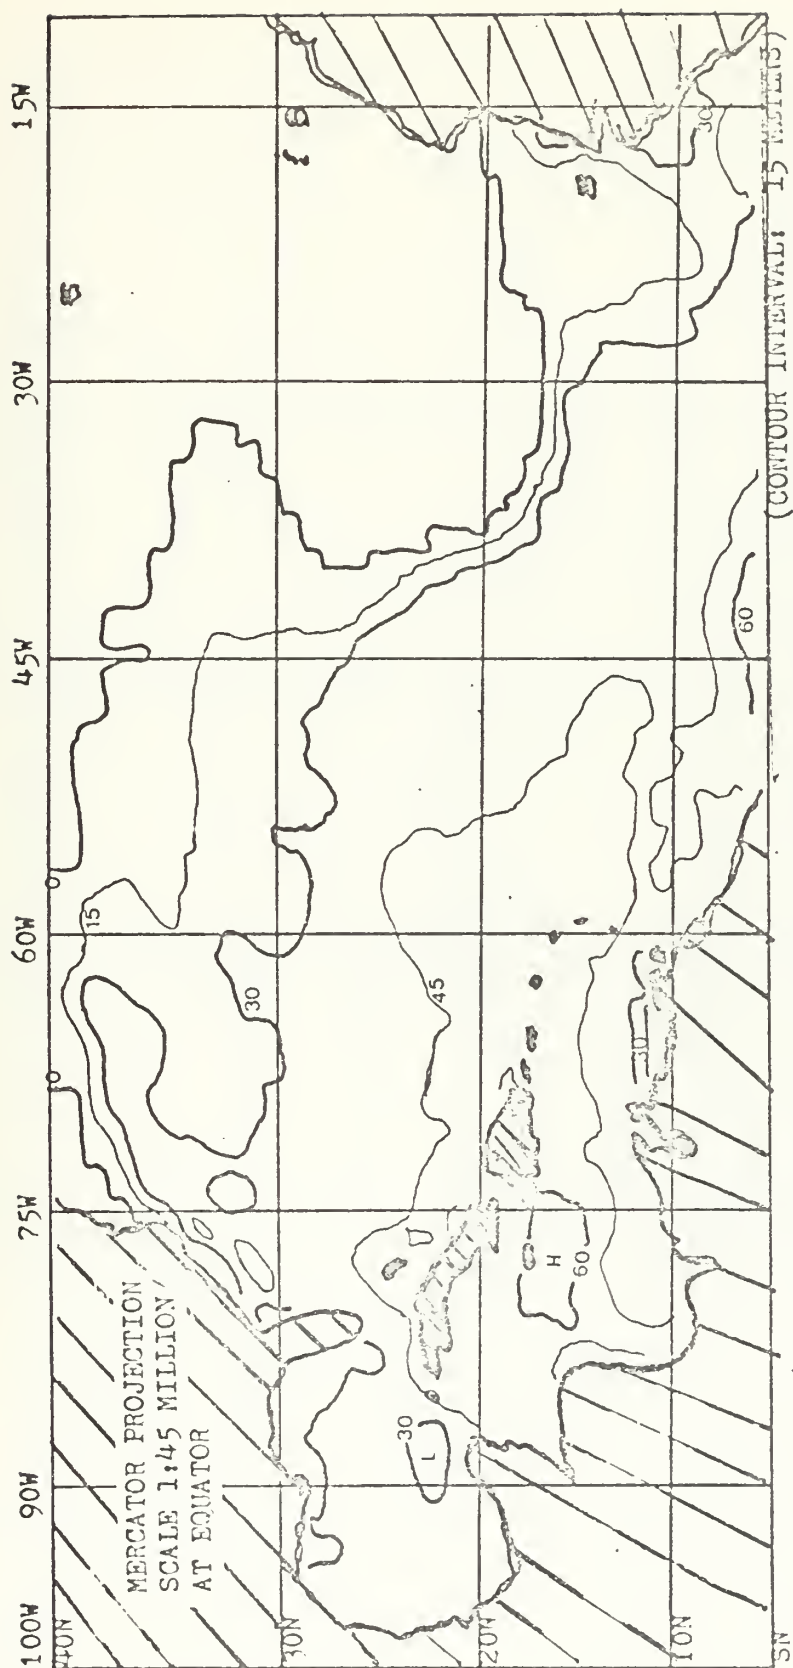 100W
90W
75W
60W
45W
30W
15W
40N
30N
20N
10N
5N
MERCATOR PROJECTION
SCALE 1:45 MILLION
AT EQUATOR
0
0
15
30
45
30
L
H
60
30
60
30
(CONTOUR INTERVAL: 15 METERS)